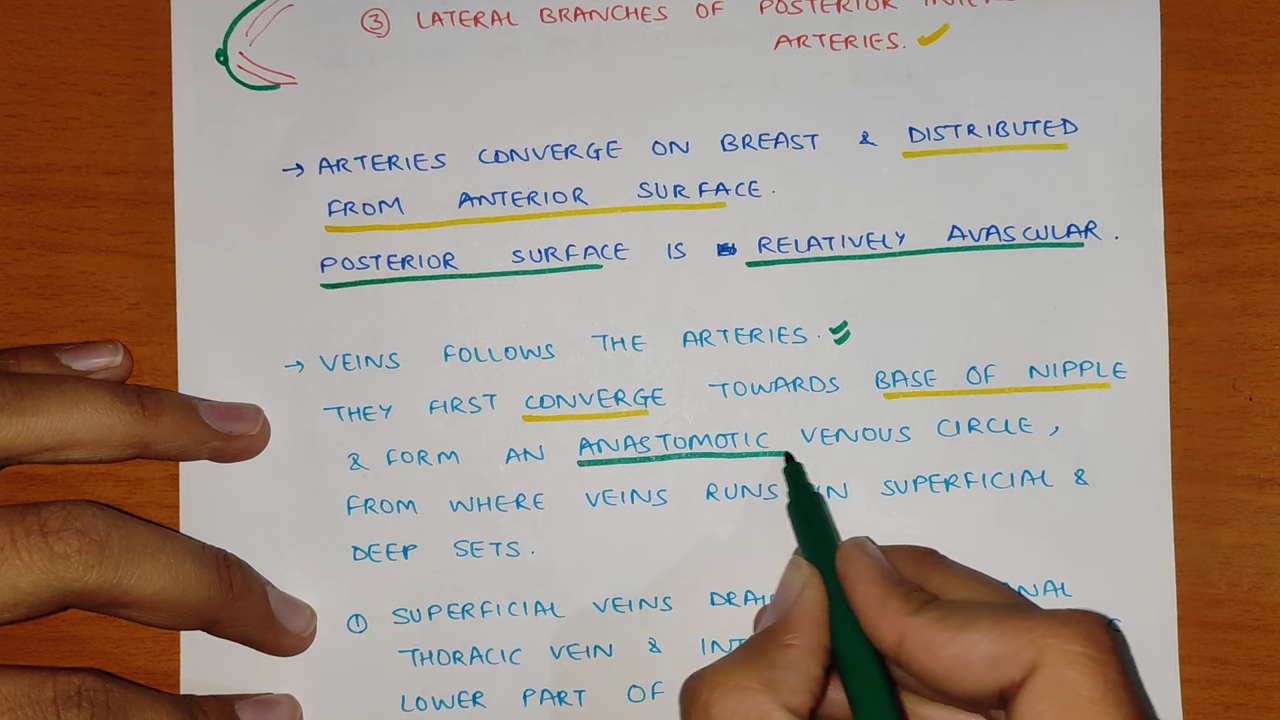 ③ LATERAL BRANCHES OF POSTERIOR
ARTERIES.
→ ARTERIES CONVERGE ON BREAST & DISTRIBUTED
FROM ANTERIOR SURFACE.
POSTERIOR SURFACE IS RELATIVELY AVASCULAR.
→ VEINS FOLLOWS THE ARTERIES.
THEY FIRST CONVERGE TOWARDS BASE OF NIPPLE
& FORM AN ANASTOMOTIC VENOUS CIRCLE,
FROM WHERE VEINS RUNS IN SUPERFICIAL &
DEEP SETS.
① SUPERFICIAL VEINS
THORACIC VEIN &
LOWER PART OF